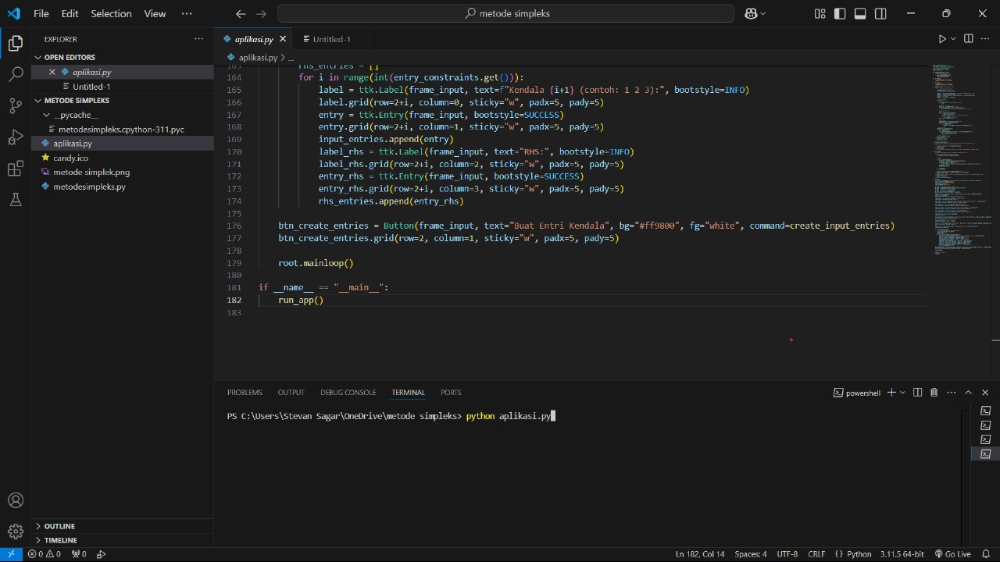 File Edit Selection View ··· metode simpleks
EXPLORER ···
OPEN EDITORS
aplikasi.py
Untitled-1
METODE SIMPLEKS
__pycache__
metodesimpleks.cpython-311.pyc
aplikasi.py
candy.ico
metode simplek.png
metodesimpleks.py
OUTLINE
TIMELINE
aplikasi.py Untitled-1
aplikasi.py > ...
163 rhs_entries = []
164 for i in range(int(entry_constraints.get())):
165 label = ttk.Label(frame_input, text=f"Kendala {i+1} (contoh: 1 2 3):", bootstyle=INFO)
166 label.grid(row=2+i, column=0, sticky="w", padx=5, pady=5)
167 entry = ttk.Entry(frame_input, bootstyle=SUCCESS)
168 entry.grid(row=2+i, column=1, sticky="w", padx=5, pady=5)
169 input_entries.append(entry)
170 label_rhs = ttk.Label(frame_input, text="RHS:", bootstyle=INFO)
171 label_rhs.grid(row=2+i, column=2, sticky="w", padx=5, pady=5)
172 entry_rhs = ttk.Entry(frame_input, bootstyle=SUCCESS)
173 entry_rhs.grid(row=2+i, column=3, sticky="w", padx=5, pady=5)
174 rhs_entries.append(entry_rhs)
175
176 btn_create_entries = Button(frame_input, text="Buat Entri Kendala", bg="#ff9800", fg="white", command=create_input_entries)
177 btn_create_entries.grid(row=2, column=1, sticky="w", padx=5, pady=5)
178
179 root.mainloop()
180
181 if __name__ == "__main__":
182 run_app()
183
PROBLEMS OUTPUT DEBUG CONSOLE TERMINAL PORTS powershell
PS C:\Users\Stevan Sagar\OneDrive\metode simpleks> python aplikasi.py
0 0 0 Ln 182, Col 14 Spaces: 4 UTF-8 CRLF {} Python 3.11.5 64-bit Go Live